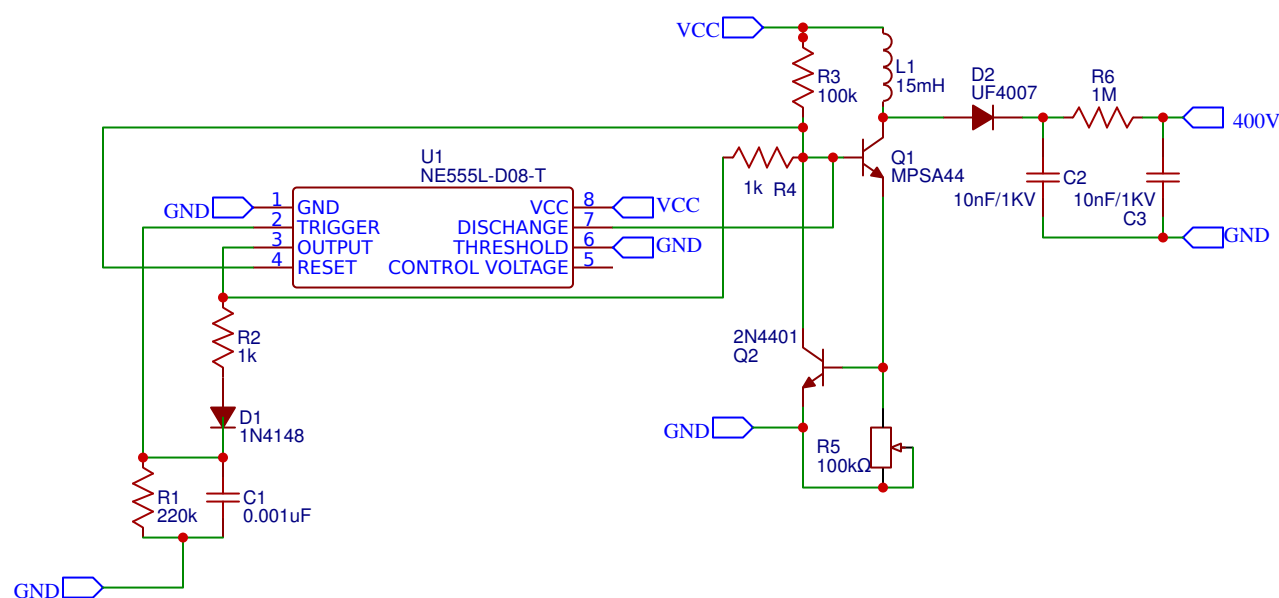 VCC
R3
100k
L1
15mH
D2
UF4007
R6
1M
400V
U1
NE555L-D08-T
1k R4
Q1
MPSA44
C2
10nF/1KV
10nF/1KV
C3
GND
GND
1 GND VCC 8
VCC
2 TRIGGER DISCHANGE 7
3 OUTPUT THRESHOLD 6
GND
4 RESET CONTROL VOLTAGE 5
R2
1k
2N4401
Q2
D1
1N4148
GND
R5
100kΩ
R1
220k
C1
0.001uF
GND